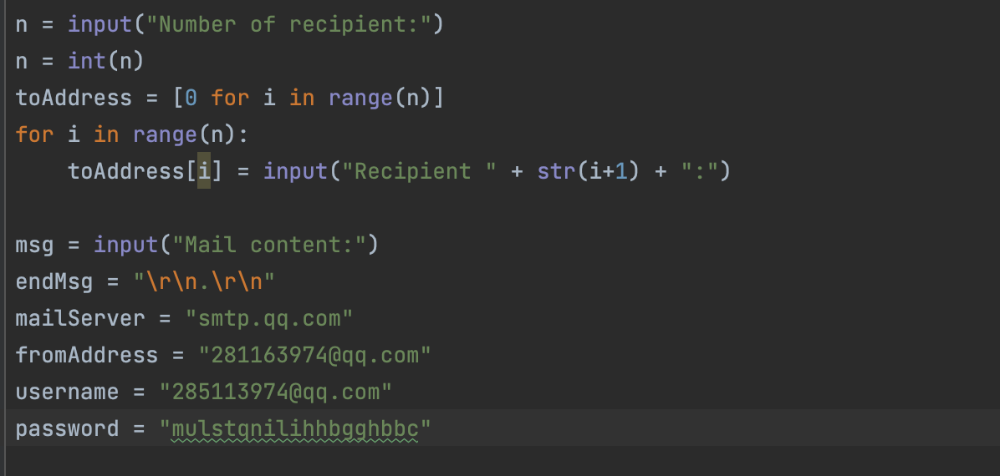 n = input("Number of recipient:")
n = int(n)
toAddress = [0 for i in range(n)]
for i in range(n):
    toAddress[i] = input("Recipient " + str(i+1) + ":")
msg = input("Mail content:")
endMsg = "\r\n.\r\n"
mailServer = "smtp.qq.com"
fromAddress = "281163974@qq.com"
username = "285113974@qq.com"
password = "mulstqnilihhbgghbbc"